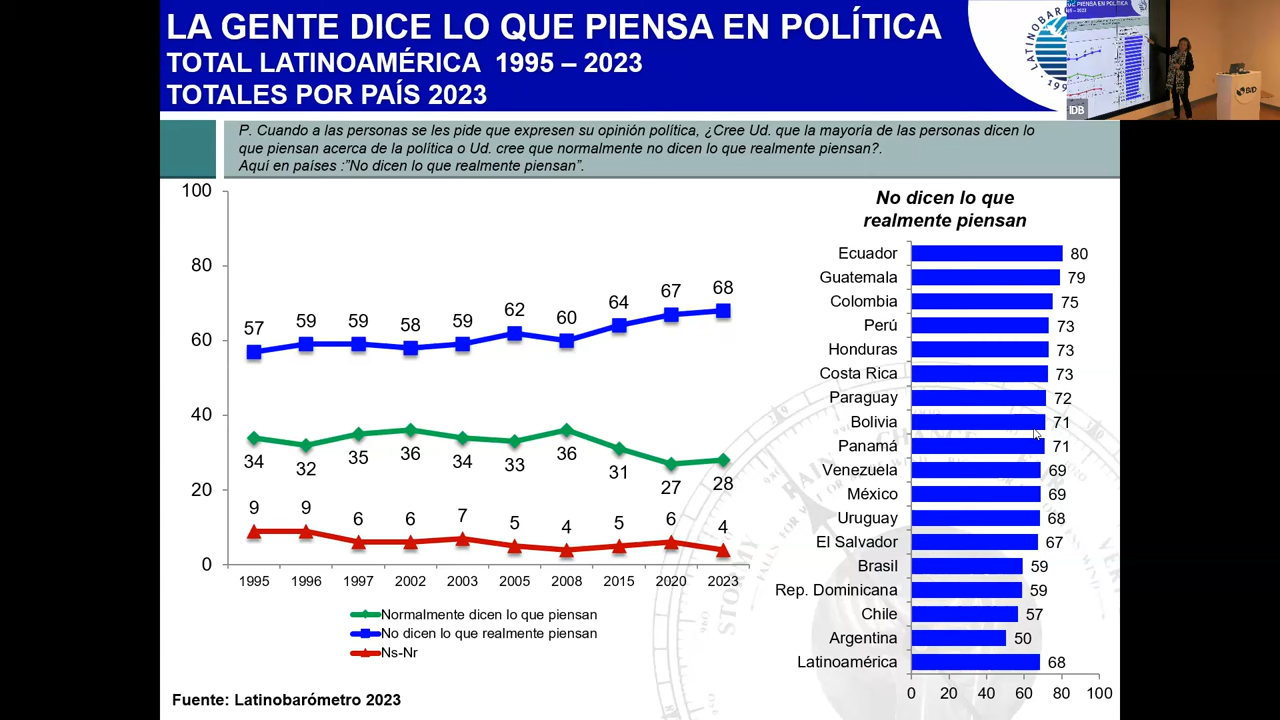 LA GENTE DICE LO QUE PIENSA EN POLÍTICA
TOTAL LATINOAMÉRICA 1995 – 2023
TOTALES POR PAÍS 2023
P. Cuando a las personas se les pide que expresen su opinión política, ¿Cree Ud. que la mayoría de las personas dicen lo
que piensan acerca de la política o Ud. cree que normalmente no dicen lo que realmente piensan?.
Aquí en países :”No dicen lo que realmente piensan”.
IDB
BID
100
80
60
40
20
0
57 59 59 58 59 62 60 64 67 68
34 32 35 36 34 33 36 31 27 28
9 9 6 6 7 5 4 5 6 4
1995 1996 1997 2002 2003 2005 2008 2015 2020 2023
Normalmente dicen lo que piensan
No dicen lo que realmente piensan
Ns-Nr
No dicen lo que
realmente piensan
Ecuador 80
Guatemala 79
Colombia 75
Perú 73
Honduras 73
Costa Rica 73
Paraguay 72
Bolivia 71
Panamá 71
Venezuela 69
México 69
Uruguay 68
El Salvador 67
Brasil 59
Rep. Dominicana 59
Chile 57
Argentina 50
Latinoamérica 68
0 20 40 60 80 100
Fuente: Latinobarómetro 2023